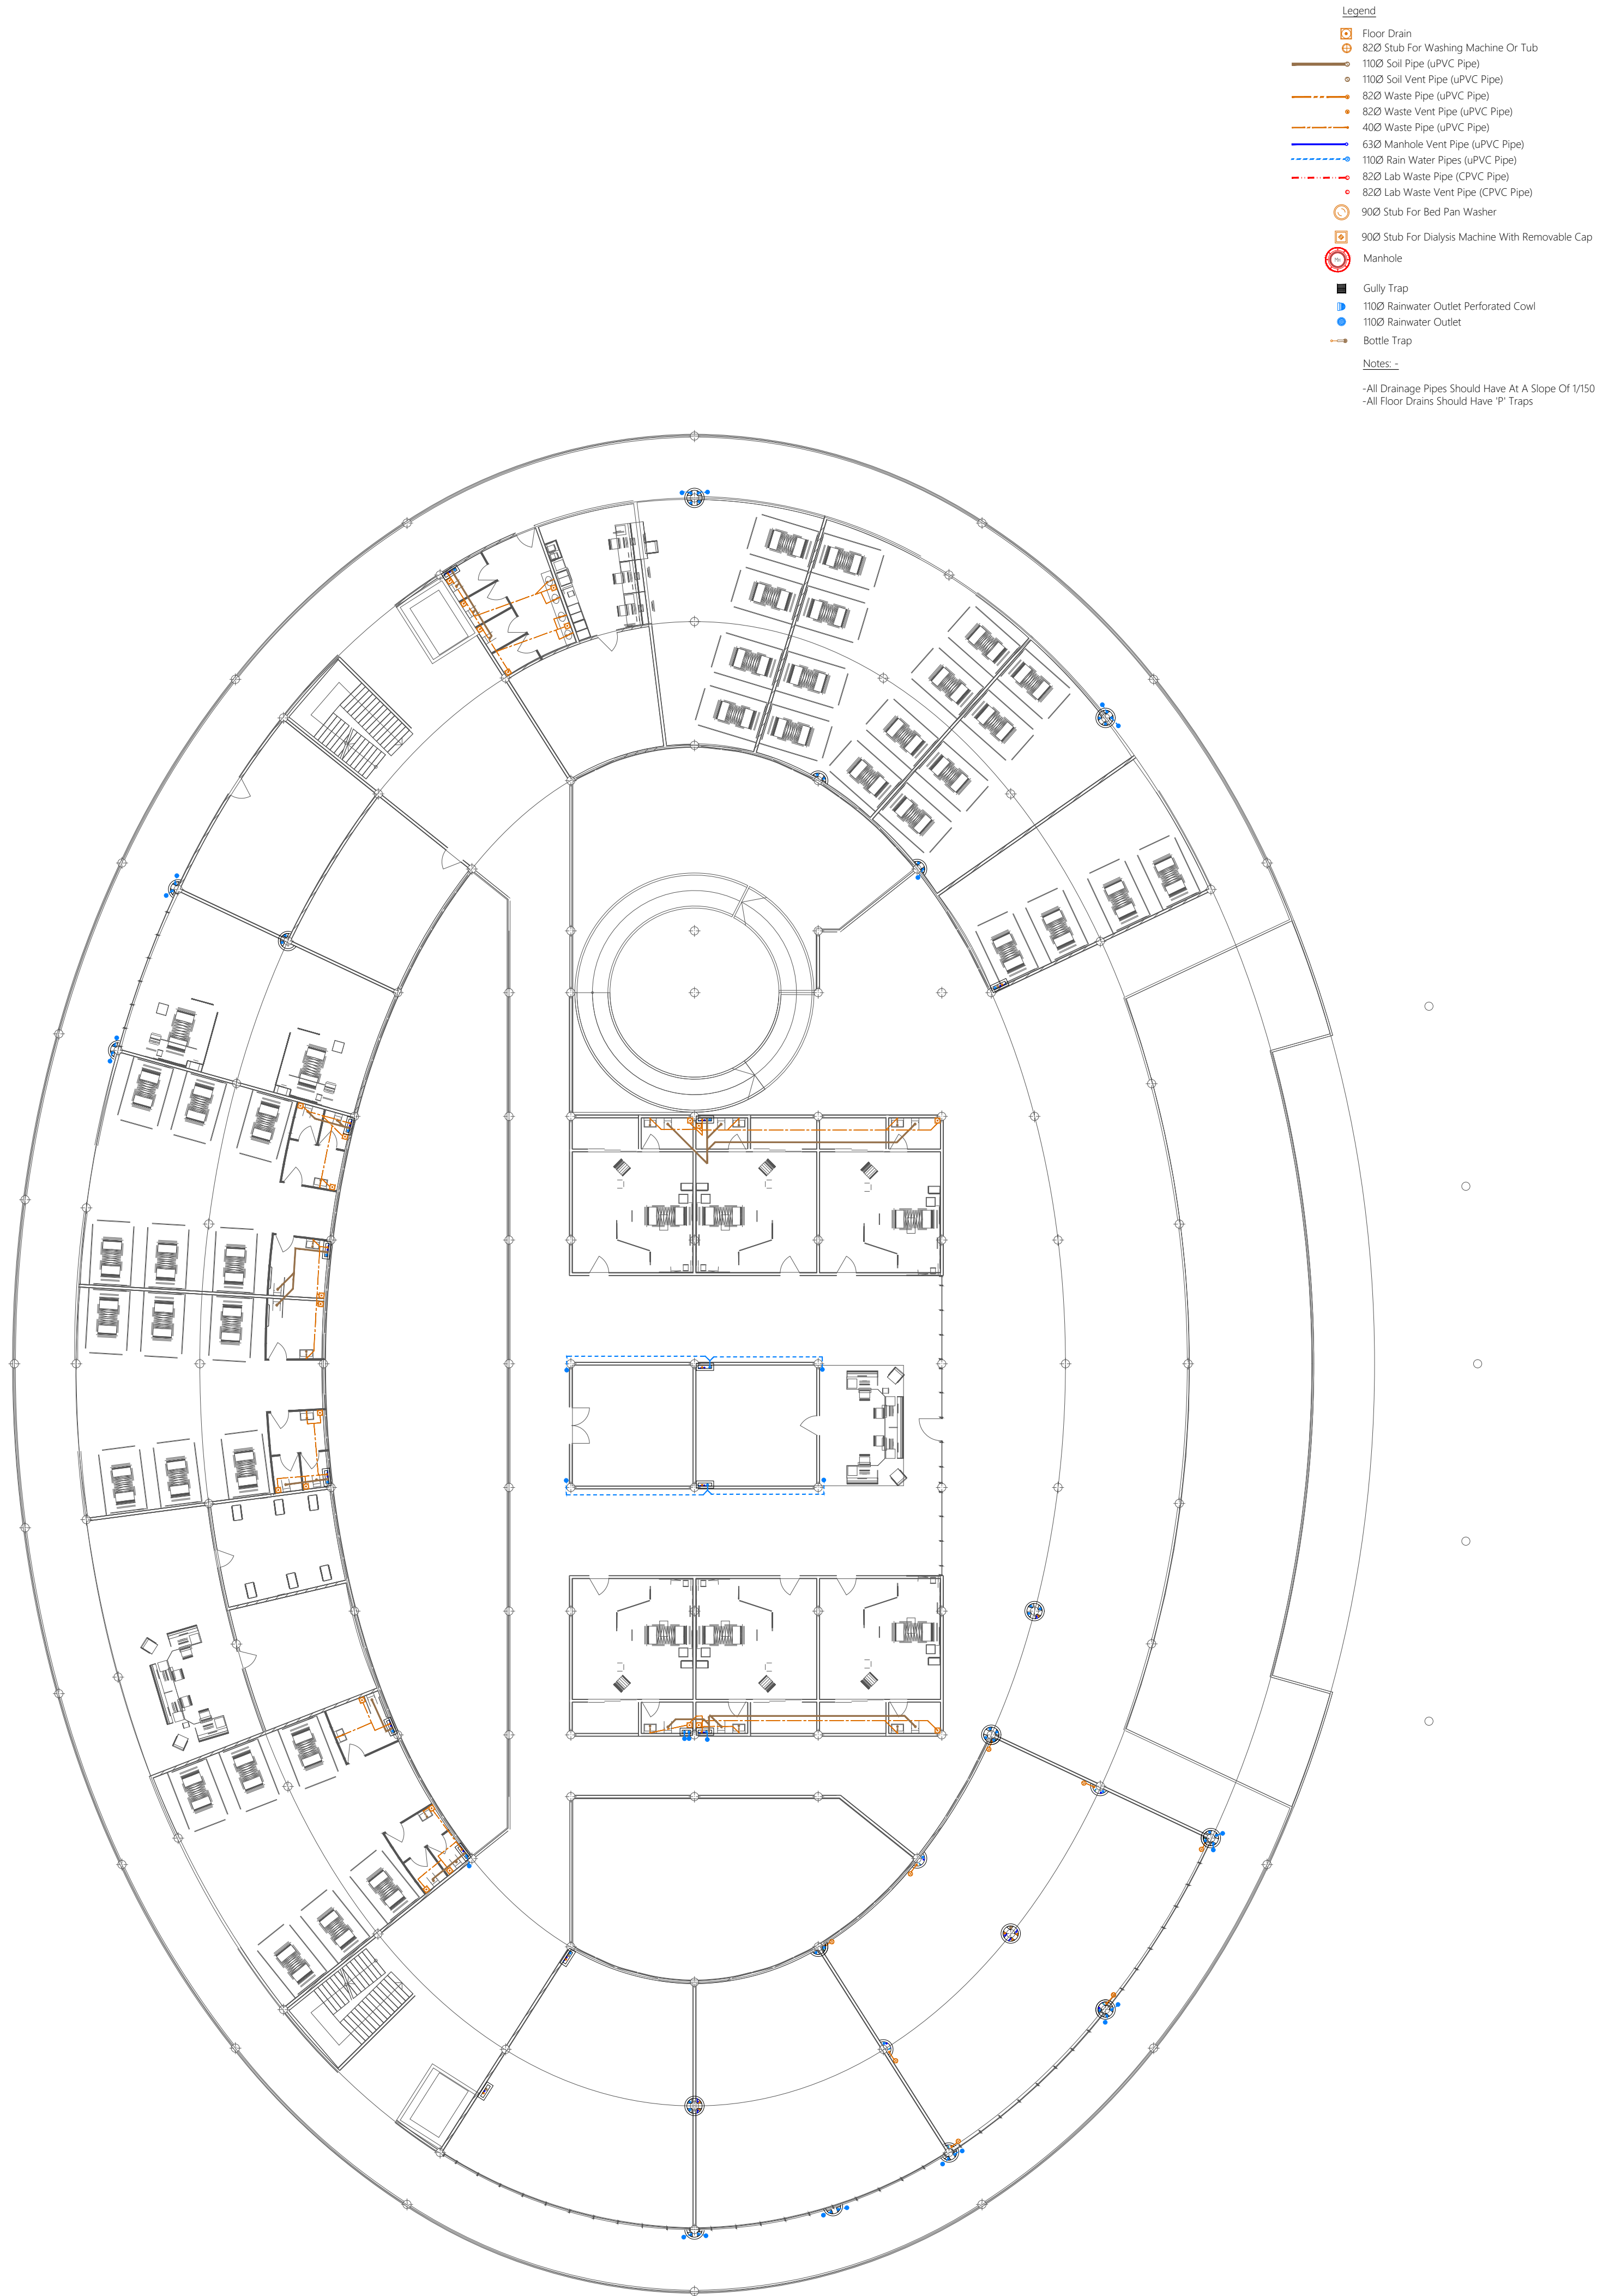 Legend
Floor Drain
82Ø Stub For Washing Machine Or Tub
110Ø Soil Pipe (uPVC Pipe)
110Ø Soil Vent Pipe (uPVC Pipe)
82Ø Waste Pipe (uPVC Pipe)
82Ø Waste Vent Pipe (uPVC Pipe)
40Ø Waste Pipe (uPVC Pipe)
63Ø Manhole Vent Pipe (uPVC Pipe)
110Ø Rain Water Pipes (uPVC Pipe)
82Ø Lab Waste Pipe (CPVC Pipe)
82Ø Lab Waste Vent Pipe (CPVC Pipe)
90Ø Stub For Bed Pan Washer
90Ø Stub For Dialysis Machine With Removable Cap
Manhole
Gully Trap
110Ø Rainwater Outlet Perforated Cowl
110Ø Rainwater Outlet
Bottle Trap
Notes: -
-All Drainage Pipes Should Have At A Slope Of 1/150
-All Floor Drains Should Have 'P' Traps